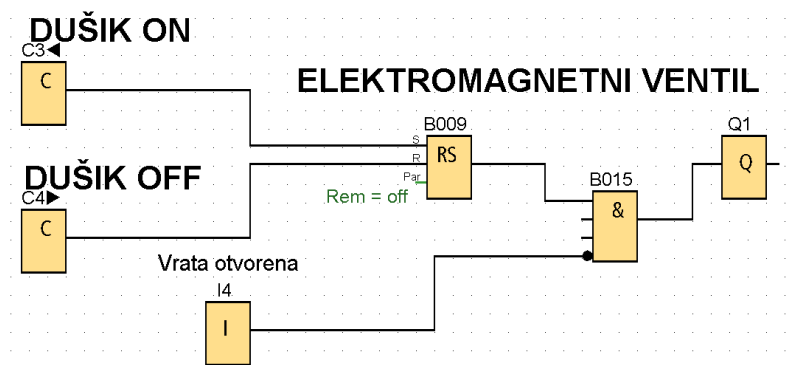 DUŠIK ON
C3
C
ELEKTROMAGNETNI VENTIL
B009
S
R
Par
RS
Rem = off
Q1
Q
DUŠIK OFF
C4
C
B015
&
Vrata otvorena
I4
I